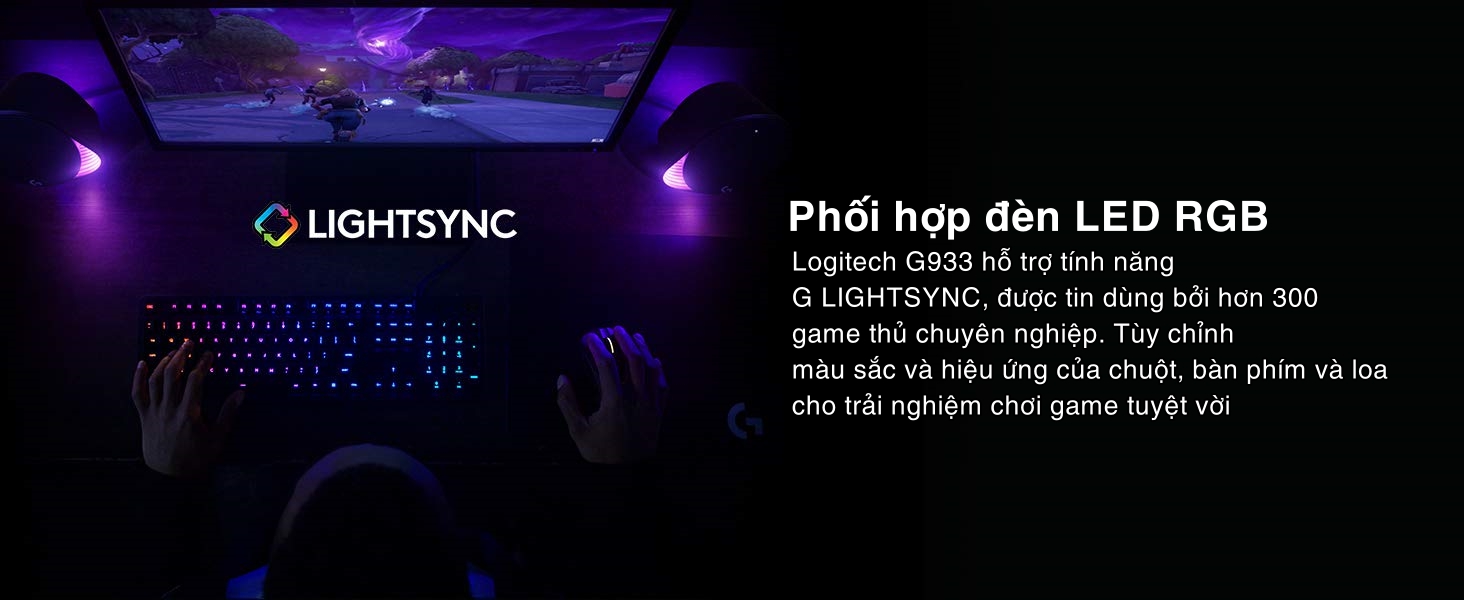 LIGHTSYNC
Phối hợp đèn LED RGB
Logitech G933 hỗ trợ tính năng
G LIGHTSYNC, được tin dùng bởi hơn 300
game thủ chuyên nghiệp. Tùy chỉnh
màu sắc và hiệu ứng của chuột, bàn phím và loa
cho trải nghiệm chơi game tuyệt vời